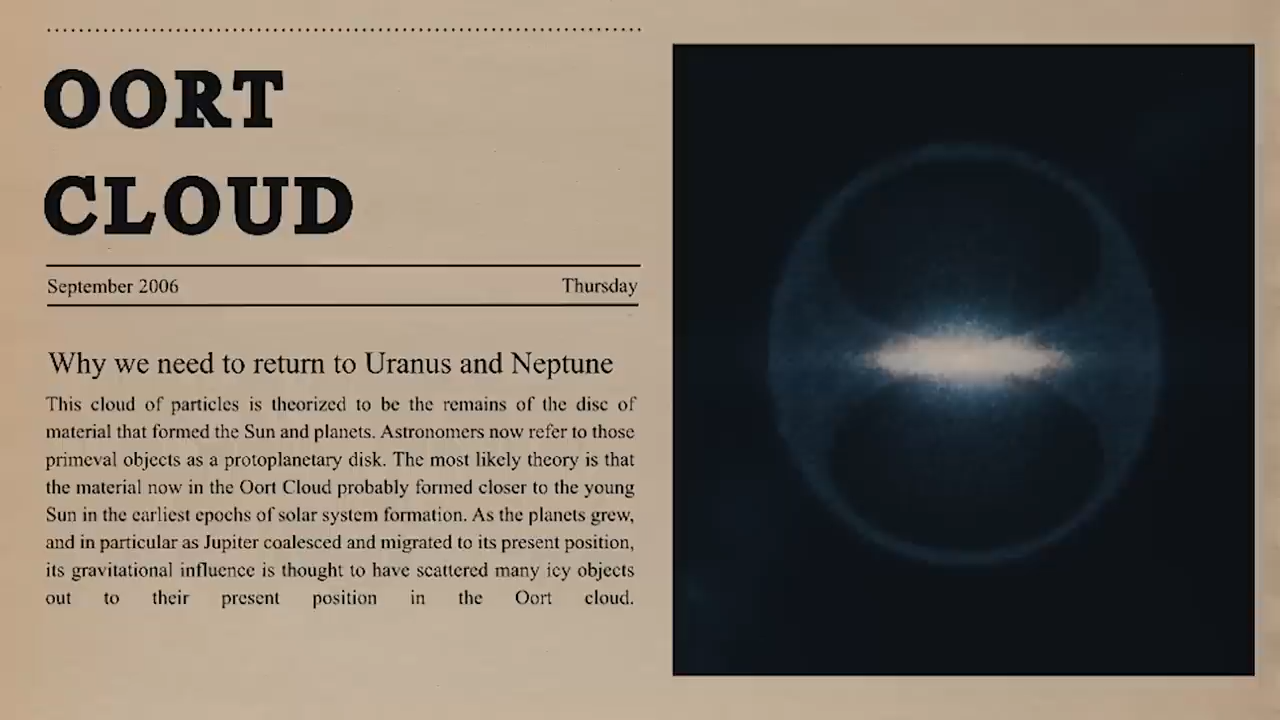 OORT
CLOUD
September 2006 Thursday
Why we need to return to Uranus and Neptune
This cloud of particles is theorized to be the remains of the disc of
material that formed the Sun and planets. Astronomers now refer to those
primeval objects as a protoplanetary disk. The most likely theory is that
the material now in the Oort Cloud probably formed closer to the young
Sun in the earliest epochs of solar system formation. As the planets grew,
and in particular as Jupiter coalesced and migrated to its present position,
its gravitational influence is thought to have scattered many icy objects
out to their present position in the Oort cloud.